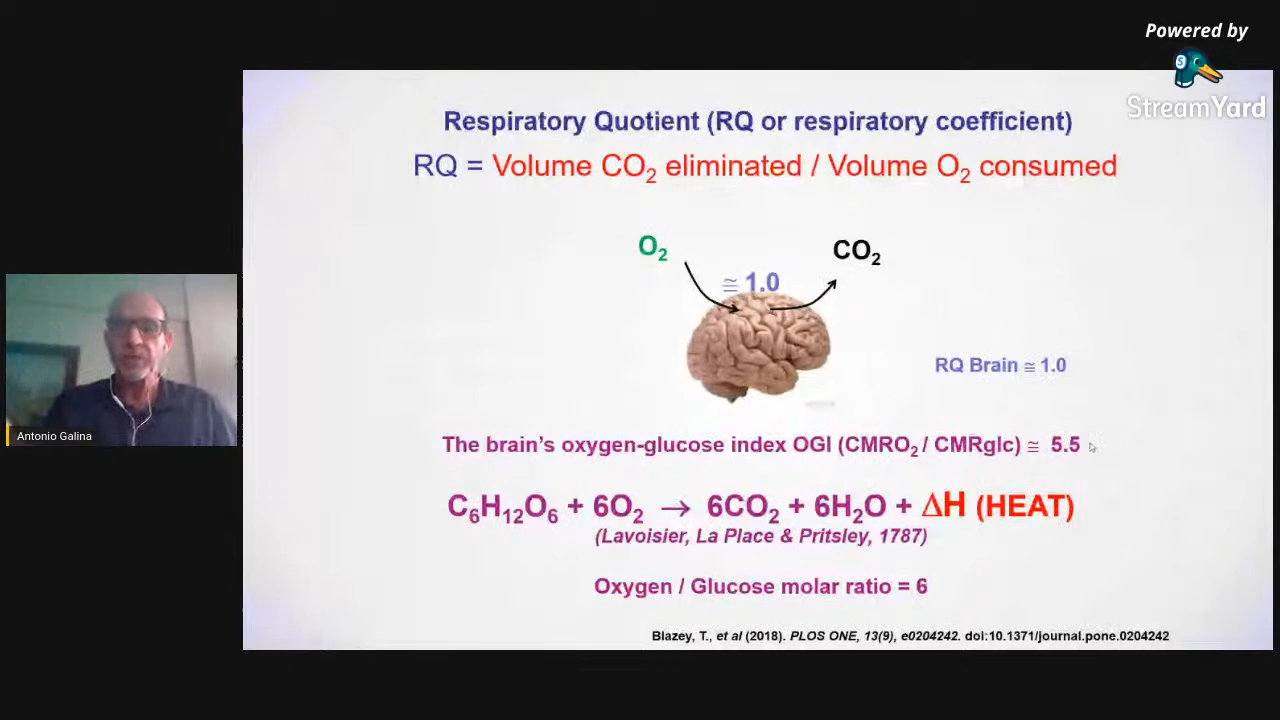 Powered by
S
StreamYard
Respiratory Quotient (RQ or respiratory coefficient)
RQ = Volume CO₂ eliminated / Volume O₂ consumed
O₂
CO₂
≅ 1.0
RQ Brain ≅ 1.0
Antonio Galina
The brain's oxygen-glucose index OGI (CMRO₂ / CMRglc) ≅ 5.5
C₆H₁₂O₆ + 6O₂ → 6CO₂ + 6H₂O + ΔH (HEAT)
(Lavoisier, La Place & Pritsley, 1787)
Oxygen / Glucose molar ratio = 6
Blazey, T., et al (2018). PLOS ONE, 13(9), e0204242. doi:10.1371/journal.pone.0204242